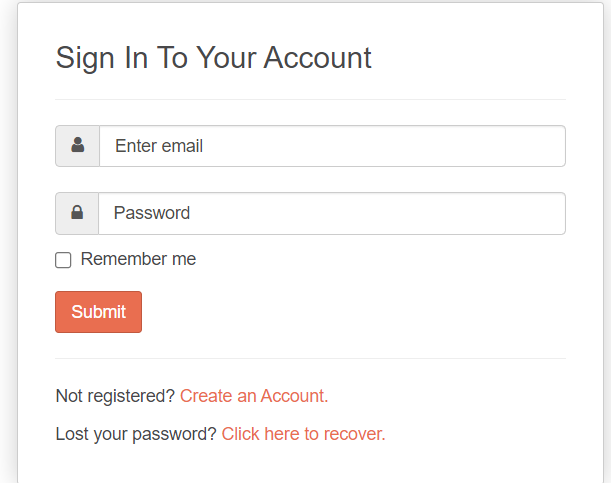 Sign In To Your Account
Enter email
Password
Remember me
Submit
Not registered? Create an Account.
Lost your password? Click here to recover.